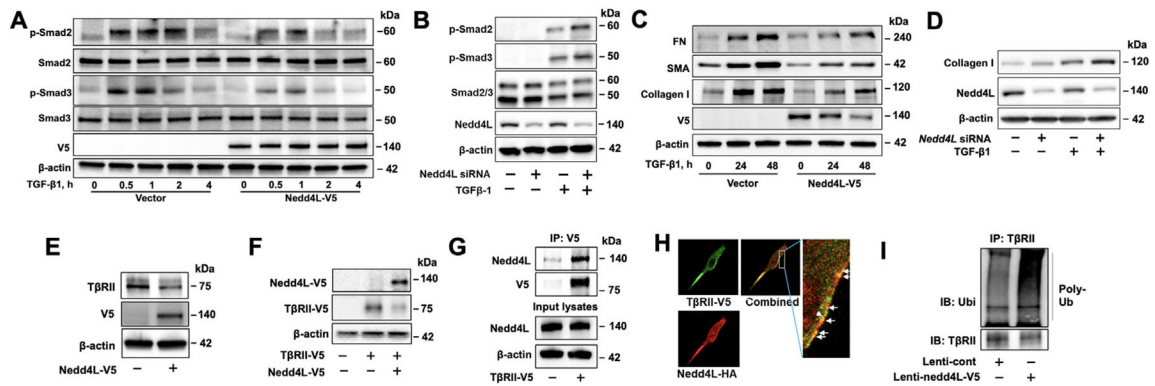 A
kDa
p-Smad2
– 60
Smad2
– 60
p-Smad3
– 50
Smad3
– 50
V5
– 140
β-actin
– 42
TGF-β1, h
0 0.5 1 2 4 0 0.5 1 2 4
Vector Nedd4L-V5
B
kDa
p-Smad2
– 60
p-Smad3
– 50
Smad2/3
– 60
– 50
Nedd4L
– 140
β-actin
– 42
Nedd4L siRNA – + – +
TGFβ-1 – – + +
C
kDa
FN
– 240
SMA
– 42
Collagen I
– 120
V5
– 140
β-actin
– 42
TGF-β1, h 0 24 48 0 24 48
Vector Nedd4L-V5
D
kDa
Collagen I
– 120
Nedd4L
– 140
β-actin
– 42
Nedd4L siRNA – + – +
TGF-β1 – – + +
E
kDa
TβRII
– 75
V5
– 140
β-actin
– 42
Nedd4L-V5 – +
F
kDa
Nedd4L-V5
–140
TβRII-V5
– 75
β-actin
– 42
TβRII-V5 – + +
Nedd4L-V5 – – +
G
IP: V5
kDa
Nedd4L
– 140
V5
– 75
Input lysates
Nedd4L
– 140
β-actin
– 42
TβRII-V5 – +
H
TβRII-V5 Combined
Nedd4L-HA
I
IP: TβRII
IB: Ubi
Poly-
Ub
IB: TβRII
Lenti-cont + –
Lenti-nedd4L-V5 – +